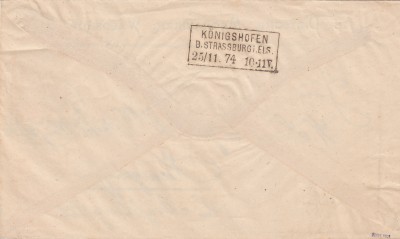 KÖNIGSHOFEN
B. STRASSBURG I. ELS.
25/11. 74 10-11V.